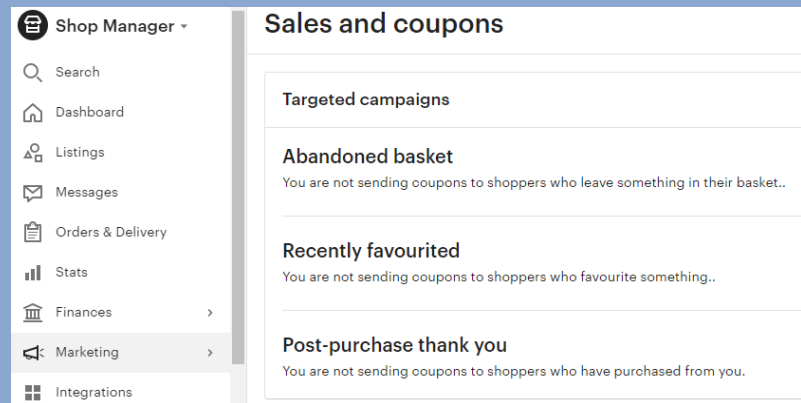 Shop Manager
Search
Dashboard
Listings
Messages
Orders & Delivery
Stats
Finances
Marketing
Integrations
Sales and coupons
Targeted campaigns
Abandoned basket
You are not sending coupons to shoppers who leave something in their basket..
Recently favourited
You are not sending coupons to shoppers who favourite something..
Post-purchase thank you
You are not sending coupons to shoppers who have purchased from you.